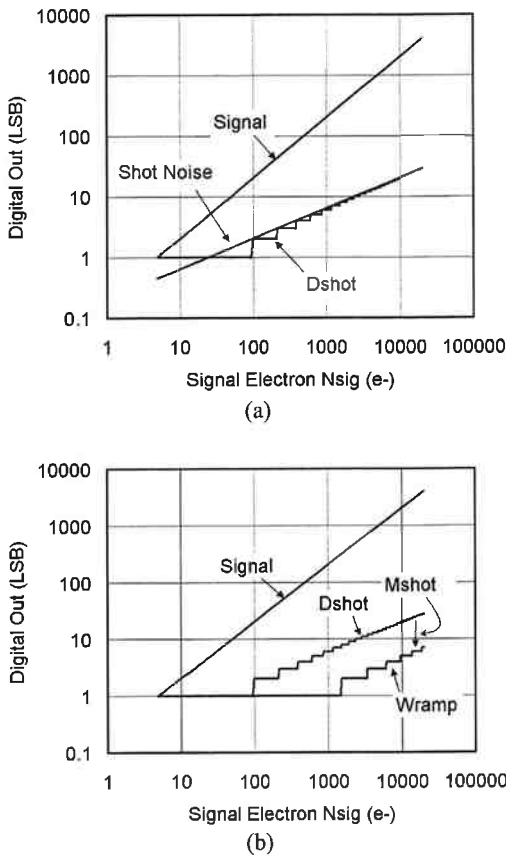 10000
1000
100
10
1
0.1
Digital Out (LSB)
Signal
Shot Noise
Dshot
1 10 100 1000 10000 100000
Signal Electron Nsig (e-)
(a)
10000
1000
100
10
1
0.1
Digital Out (LSB)
Signal
Dshot
Mshot
Wramp
1 10 100 1000 10000 100000
Signal Electron Nsig (e-)
(b)